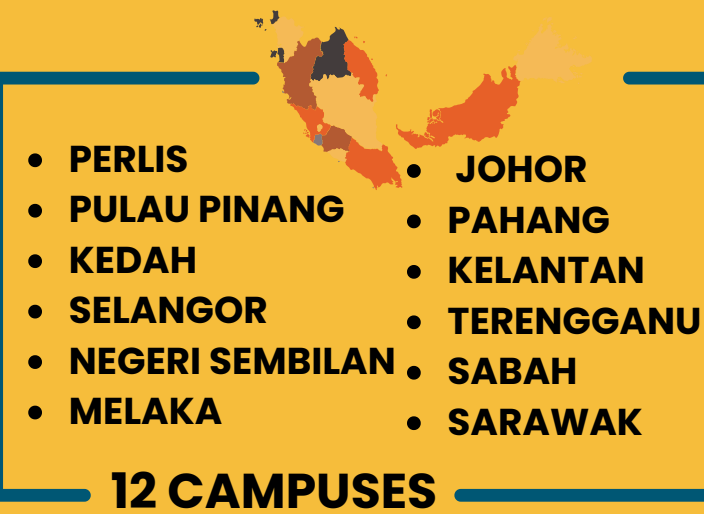 PERLIS
PULAU PINANG
KEDAH
SELANGOR
NEGERI SEMBILAN
MELAKA
JOHOR
PAHANG
KELANTAN
TERENGGANU
SABAH
SARAWAK
12 CAMPUSES